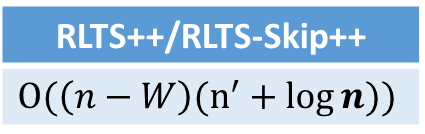 RLTS++/RLTS-Skip++
O((n − W)(n′ + log n))